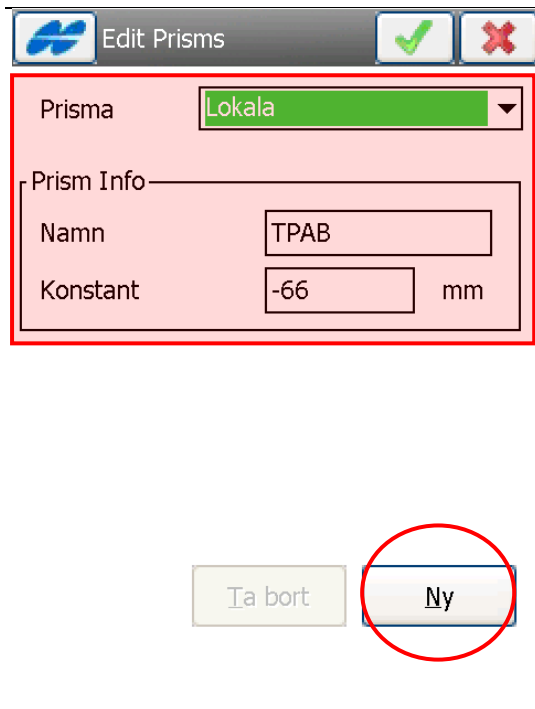 Edit Prisms
Prisma Lokala
Prism Info
Namn TPAB
Konstant -66 mm
Ta bort Ny